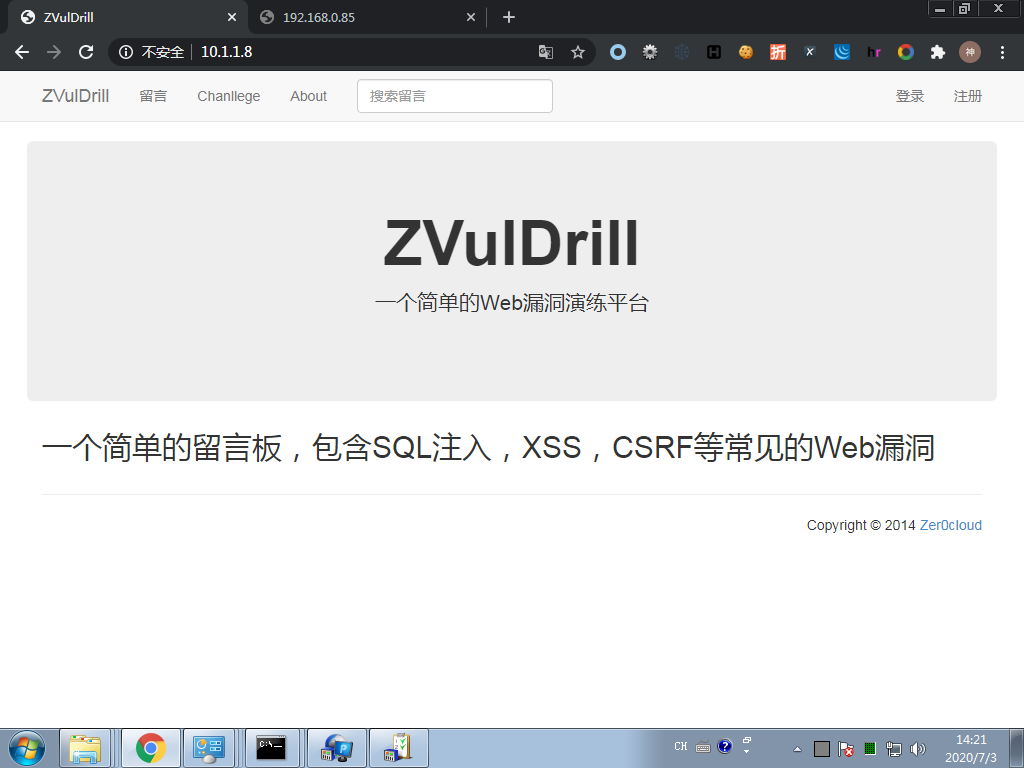 ZVulDrill
192.168.0.85
不安全 10.1.1.8
H 折 X hr 神
ZVulDrill 留言 Chanllege About 搜索留言 登录 注册
ZVulDrill
一个简单的Web漏洞演练平台
一个简单的留言板，包含SQL注入，XSS，CSRF等常见的Web漏洞
Copyright © 2014 Zer0cloud
C:\_ P CH ? 14:21
2020/7/3